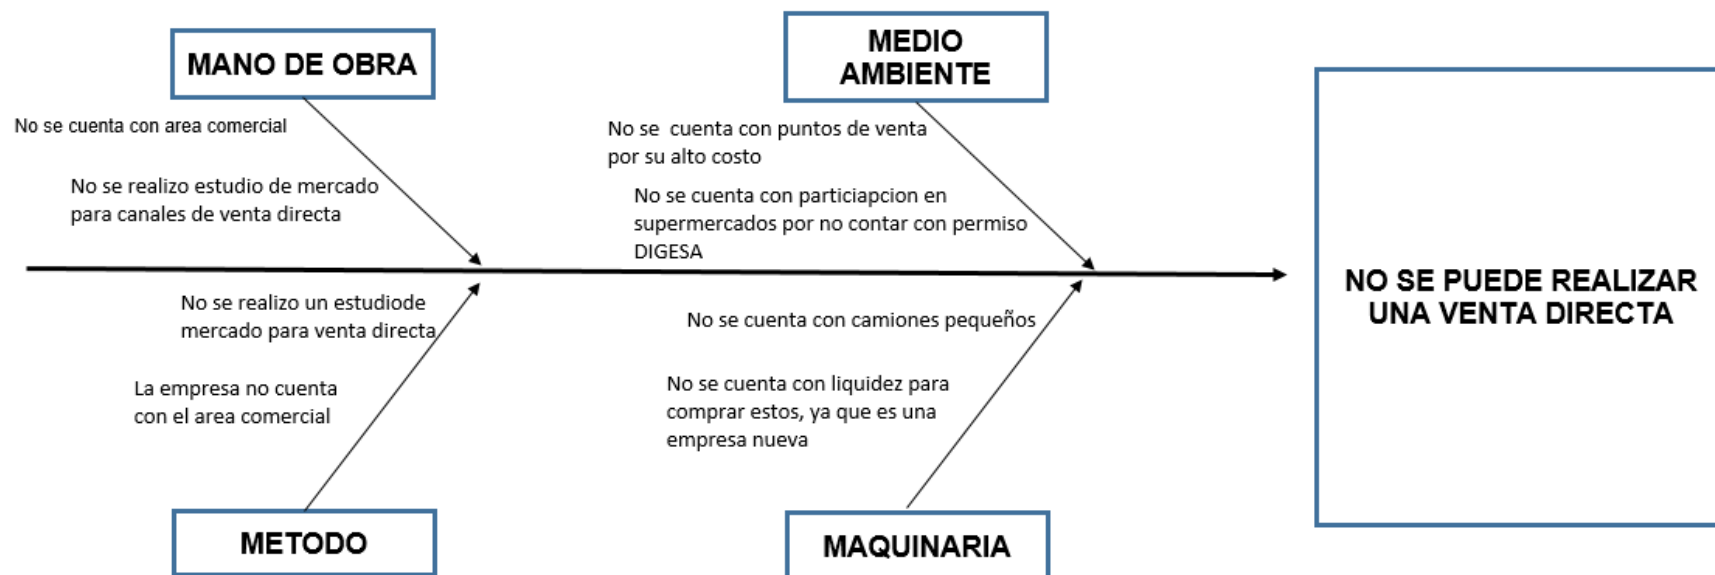 MANO DE OBRA
No se cuenta con area comercial
No se realizo estudio de mercado
para canales de venta directa
MEDIO
AMBIENTE
No se cuenta con puntos de venta
por su alto costo
No se cuenta con particiapcion en
supermercados por no contar con permiso
DIGESA
No se realizo un estudiode
mercado para venta directa
La empresa no cuenta
con el area comercial
METODO
No se cuenta con camiones pequeños
No se cuenta con liquidez para
comprar estos, ya que es una
empresa nueva
MAQUINARIA
NO SE PUEDE REALIZAR
UNA VENTA DIRECTA